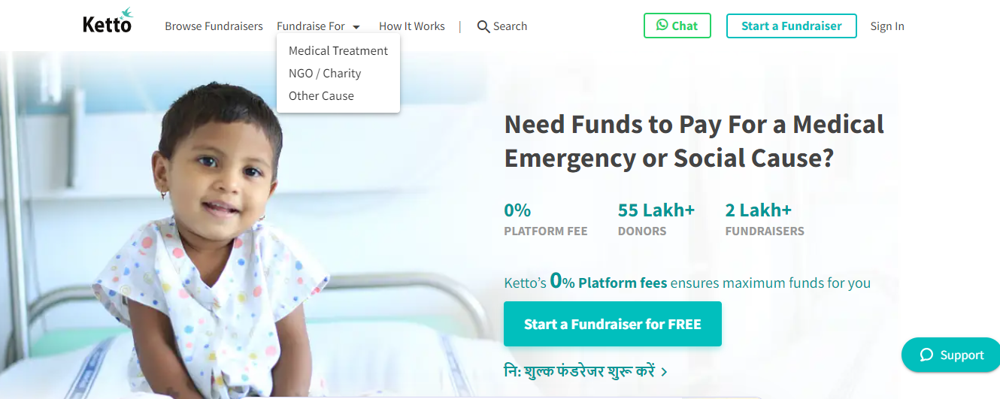 Ketto
Browse Fundraisers
Fundraise For
How It Works
|
Search
Chat
Start a Fundraiser
Sign In
Medical Treatment
NGO / Charity
Other Cause
Need Funds to Pay For a Medical
Emergency or Social Cause?
0%
PLATFORM FEE
55 Lakh+
DONORS
2 Lakh+
FUNDRAISERS
Ketto’s 0% Platform fees ensures maximum funds for you
Start a Fundraiser for FREE
नि: शुल्क फंडरेजर शुरू करें
Support